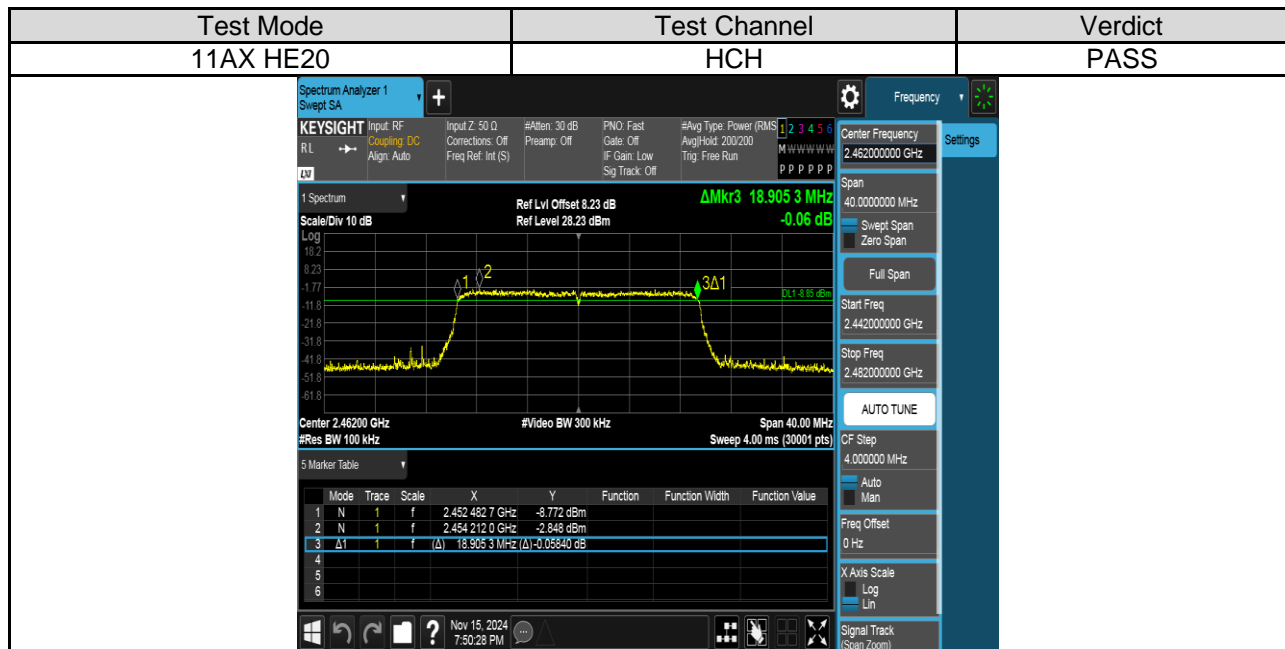 Test Mode Test Channel Verdict
11AX HE20 HCH PASS
Spectrum Analyzer 1
Swept SA
+
Frequency
KEYSIGHT
RL
LXI
Input: RF
Coupling: DC
Align: Auto
Input Z: 50 Ω
Corrections: Off
Freq Ref: Int (S)
#Atten: 30 dB
Preamp: Off
PNO: Fast
Gate: Off
IF Gain: Low
Sig Track: Off
#Avg Type: Power (RMS
Avg|Hold: 200/200
Trig: Free Run
1 2 3 4 5 6
M W W W W W
P P P P P P
1 Spectrum
Scale/Div 10 dB
Ref Lvl Offset 8.23 dB
Ref Level 28.23 dBm
ΔMkr3 18.905 3 MHz
-0.06 dB
Log
18.2
8.23
-1.77
-11.8
-21.8
-31.8
-41.8
-51.8
-61.8
1
2
3Δ1
DL1 -8.85 dBm
Center 2.46200 GHz
#Res BW 100 kHz
#Video BW 300 kHz
Span 40.00 MHz
Sweep 4.00 ms (30001 pts)
5 Marker Table
Mode Trace Scale X Y Function Function Width Function Value
1 N 1 f 2.452 482 7 GHz -8.772 dBm
2 N 1 f 2.454 212 0 GHz -2.848 dBm
3 Δ1 1 f (Δ) 18.905 3 MHz (Δ) -0.05840 dB
4
5
6
?
Nov 15, 2024
7:50:28 PM
Center Frequency
2.462000000 GHz
Settings
Span
40.0000000 MHz
Swept Span
Zero Span
Full Span
Start Freq
2.442000000 GHz
Stop Freq
2.482000000 GHz
AUTO TUNE
CF Step
4.000000 MHz
Auto
Man
Freq Offset
0 Hz
X Axis Scale
Log
Lin
Signal Track
(Span Zoom)